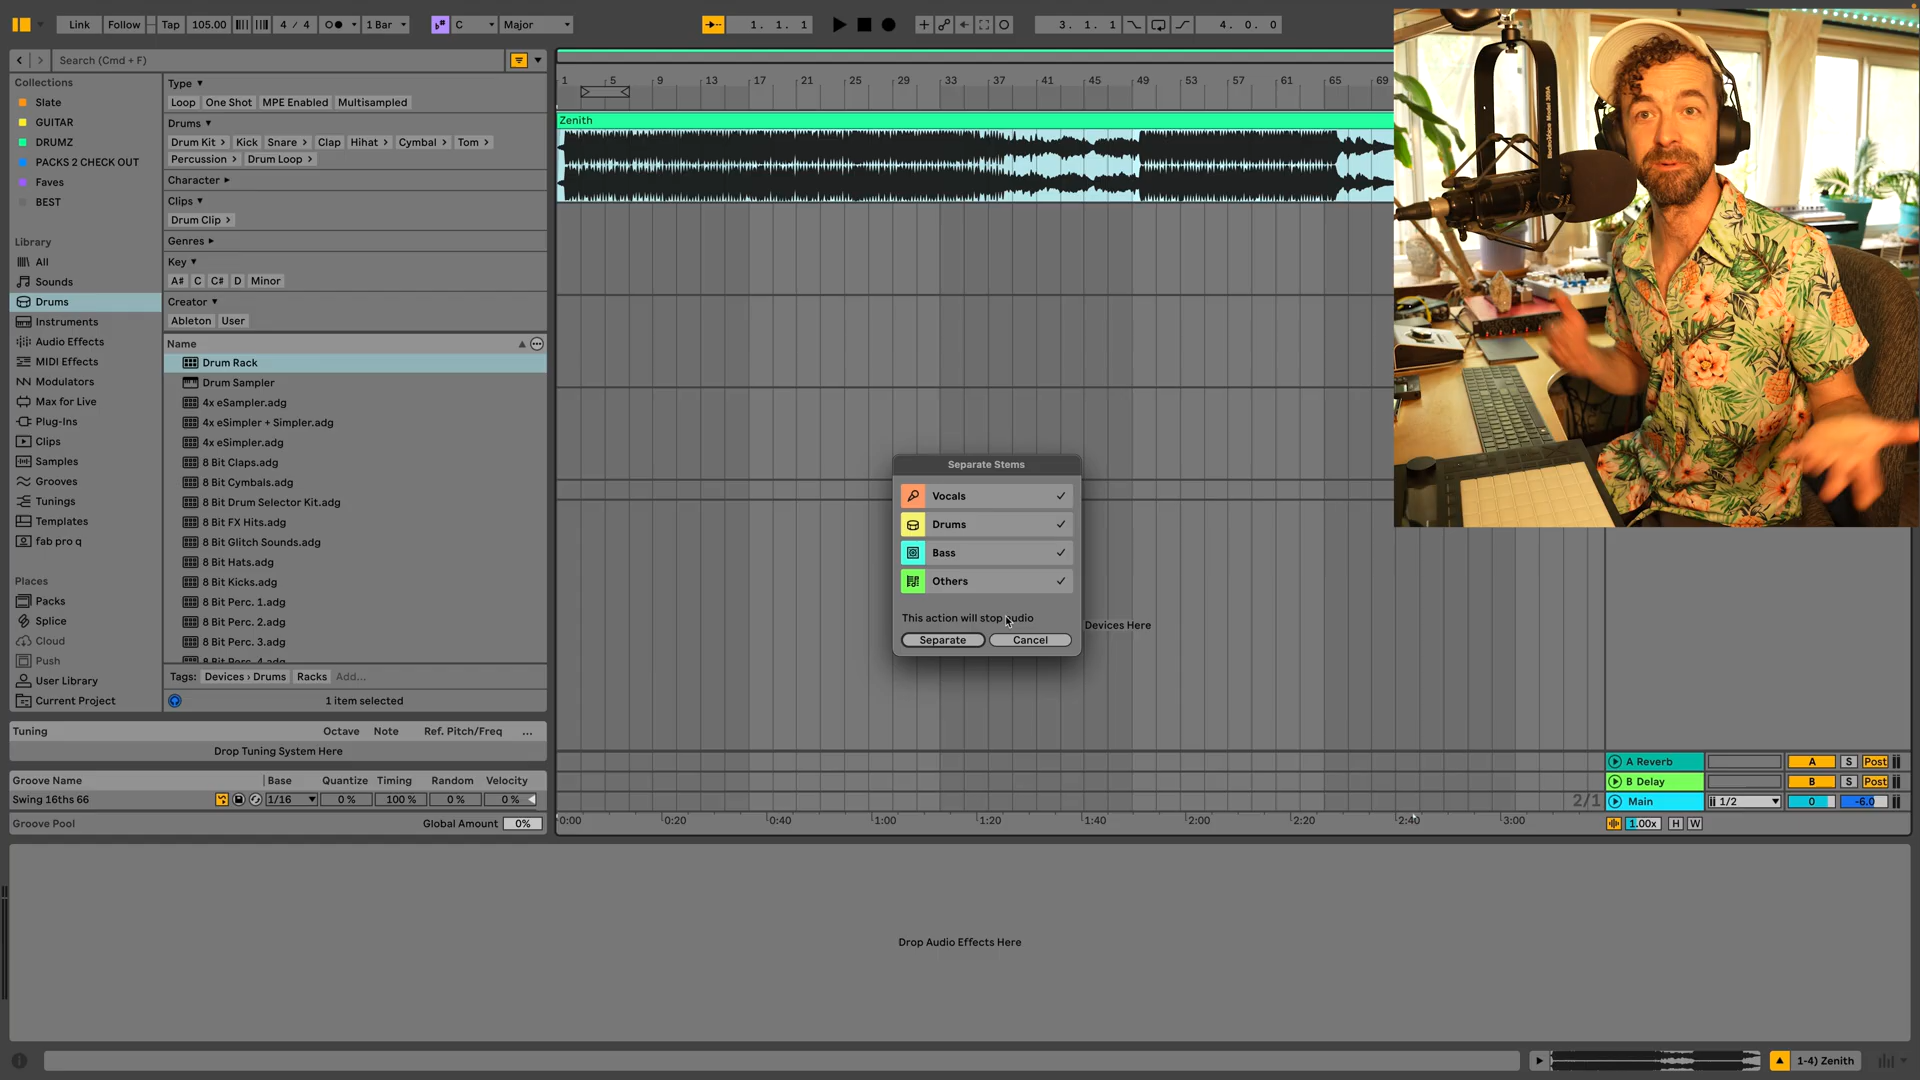 Link Follow Tap 105.00 4 / 4 1 Bar C Major 1. 1. 1 3. 1. 1 4. 0. 0
Search (Cmd + F)
Collections
Slate
GUITAR
DRUMZ
PACKS 2 CHECK OUT
Faves
BEST
Library
All
Sounds
Drums
Instruments
Audio Effects
MIDI Effects
Modulators
Max for Live
Plug-Ins
Clips
Samples
Grooves
Tunings
Templates
fab pro q
Places
Packs
Splice
Cloud
Push
User Library
Current Project
Type
Loop One Shot MPE Enabled Multisampled
Drums
Drum Kit Kick Snare Clap Hihat Cymbal Tom
Percussion Drum Loop
Character
Clips
Drum Clip
Genres
Key
A# C C# D Minor
Creator
Ableton User
Name
Drum Rack
Drum Sampler
4x eSampler.adg
4x eSimpler + Simpler.adg
4x eSimpler.adg
8 Bit Claps.adg
8 Bit Cymbals.adg
8 Bit Drum Selector Kit.adg
8 Bit FX Hits.adg
8 Bit Glitch Sounds.adg
8 Bit Hats.adg
8 Bit Kicks.adg
8 Bit Perc. 1.adg
8 Bit Perc. 2.adg
8 Bit Perc. 3.adg
8 Bit Perc. 4.adg
Tags: Devices › Drums Racks Add...
1 item selected
Tuning Octave Note Ref. Pitch/Freq ...
Drop Tuning System Here
Groove Name Base Quantize Timing Random Velocity
Swing 16ths 66 1/16 0 % 100 % 0 % 0 %
Groove Pool Global Amount 0%
1 5 9 13 17 21 25 29 33 37 41 45 49 53 57 61 65 69
Zenith
Separate Stems
Vocals
Drums
Bass
Others
This action will stop audio
Separate Cancel
Devices Here
A Reverb A S Post
B Delay B S Post
2/1 Main 1/2 0 -6.0
0:00 0:20 0:40 1:00 1:20 1:40 2:00 2:20 2:40 3:00 1.00x H W
Drop Audio Effects Here
1-4) Zenith